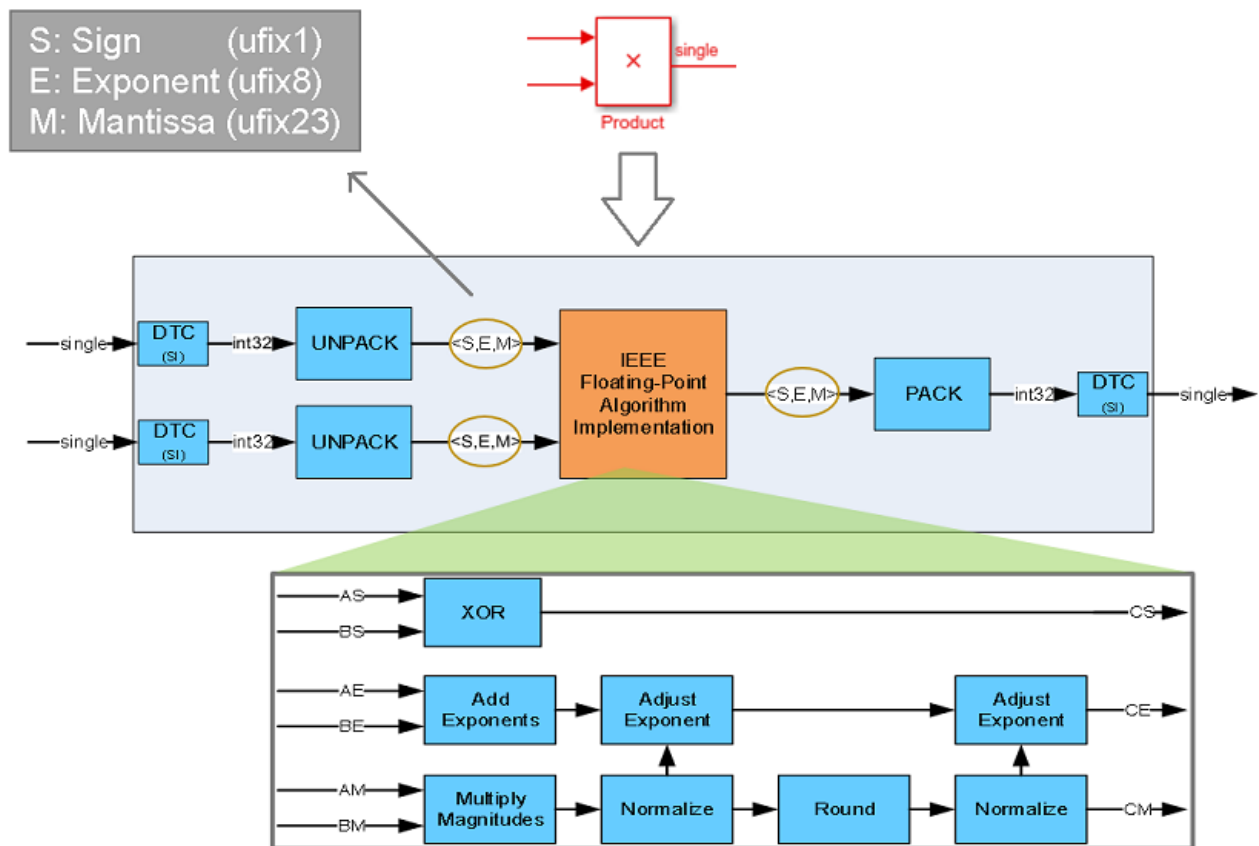 S: Sign (ufix1)
E: Exponent (ufix8)
M: Mantissa (ufix23)
×
single
Product
single
DTC
(SI)
int32
UNPACK
<S,E,M>
single
DTC
(SI)
int32
UNPACK
<S,E,M>
IEEE
Floating-Point
Algorithm
Implementation
<S,E,M>
PACK
int32
DTC
(SI)
single
AS
BS
XOR
CS
AE
BE
Add
Exponents
Adjust
Exponent
Adjust
Exponent
CE
AM
BM
Multiply
Magnitudes
Normalize
Round
Normalize
CM